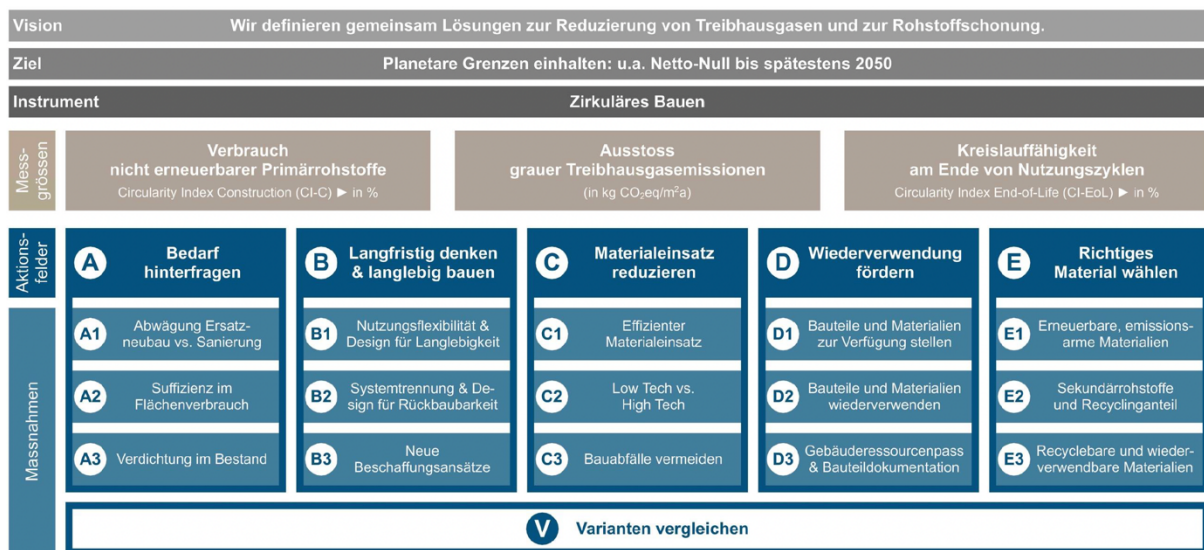 Vision
Wir definieren gemeinsam Lösungen zur Reduzierung von Treibhausgasen und zur Rohstoffschonung.
Ziel
Planetare Grenzen einhalten: u.a. Netto-Null bis spätestens 2050
Instrument
Zirkuläres Bauen
Mess-
grössen
Verbrauch
nicht erneuerbarer Primärrohstoffe
Circularity Index Construction (CI-C) ► in %
Ausstoss
grauer Treibhausgasemissionen
(in kg CO₂eq/m²a)
Kreislauffähigkeit
am Ende von Nutzungszyklen
Circularity Index End-of-Life (CI-EoL) ► in %
Aktions-
felder
A
Bedarf
hinterfragen
B
Langfristig denken
& langlebig bauen
C
Materialeinsatz
reduzieren
D
Wiederverwendung
fördern
E
Richtiges
Material wählen
Massnahmen
A1
Abwägung Ersatz-
neubau vs. Sanierung
B1
Nutzungsflexibilität &
Design für Langlebigkeit
C1
Effizienter
Materialeinsatz
D1
Bauteile und Materialien
zur Verfügung stellen
E1
Erneuerbare, emissions-
arme Materialien
A2
Suffizienz im
Flächenverbrauch
B2
Systemtrennung & De-
sign für Rückbaubarkeit
C2
Low Tech vs.
High Tech
D2
Bauteile und Materialien
wiederverwenden
E2
Sekundärrohstoffe
und Recyclinganteil
A3
Verdichtung im Bestand
B3
Neue
Beschaffungsansätze
C3
Bauabfälle vermeiden
D3
Gebäuderessourcenpass
& Bauteildokumentation
E3
Recyclebare und wieder-
verwendbare Materialien
V
Varianten vergleichen